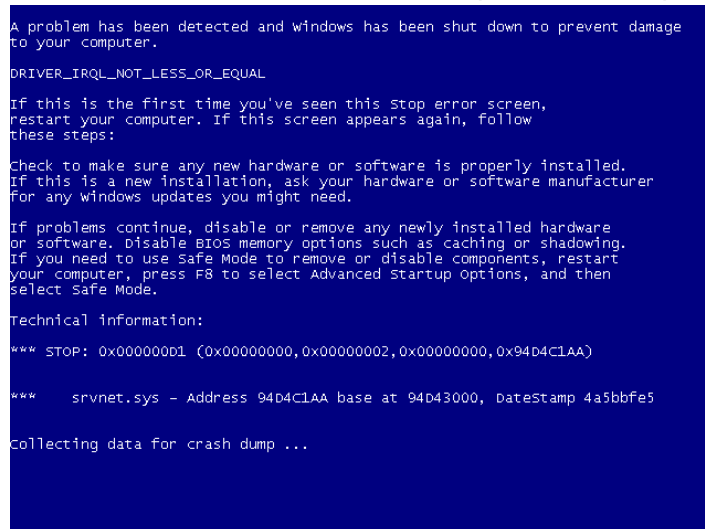 A problem has been detected and Windows has been shut down to prevent damage
to your computer.
DRIVER_IRQL_NOT_LESS_OR_EQUAL
If this is the first time you've seen this Stop error screen,
restart your computer. If this screen appears again, follow
these steps:
Check to make sure any new hardware or software is properly installed.
If this is a new installation, ask your hardware or software manufacturer
for any Windows updates you might need.
If problems continue, disable or remove any newly installed hardware
or software. Disable BIOS memory options such as caching or shadowing.
If you need to use Safe Mode to remove or disable components, restart
your computer, press F8 to select Advanced Startup Options, and then
select Safe Mode.
Technical information:
*** STOP: 0x000000D1 (0x00000000,0x00000002,0x00000000,0x94D4C1AA)
*** srvnet.sys – Address 94D4C1AA base at 94D43000, DateStamp 4a5bbfe5
Collecting data for crash dump ...